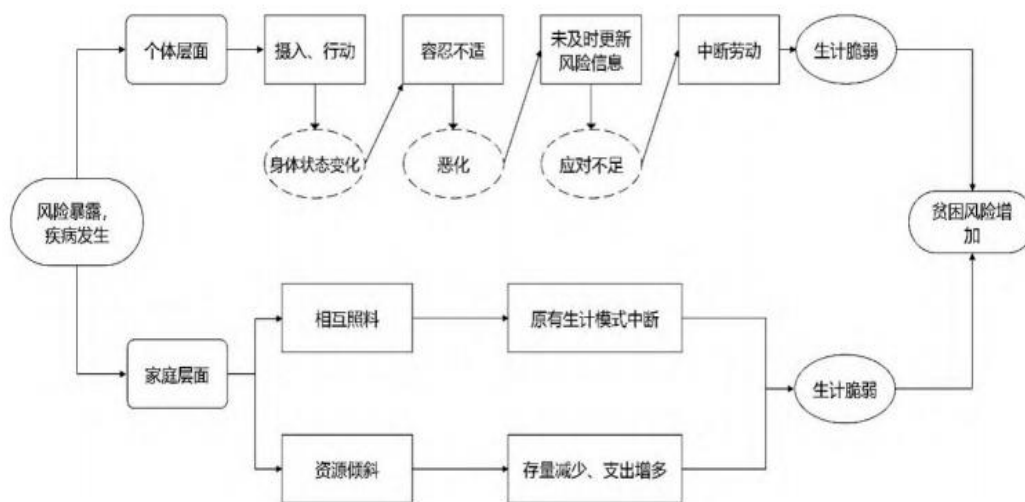 个体层面
摄入、行动
容忍不适
未及时更新
风险信息
中断劳动
生计脆弱
身体状态变化
恶化
应对不足
风险暴露，
疾病发生
贫困风险增
加
相互照料
原有生计模式中断
家庭层面
生计脆弱
资源倾斜
存量减少、支出增多